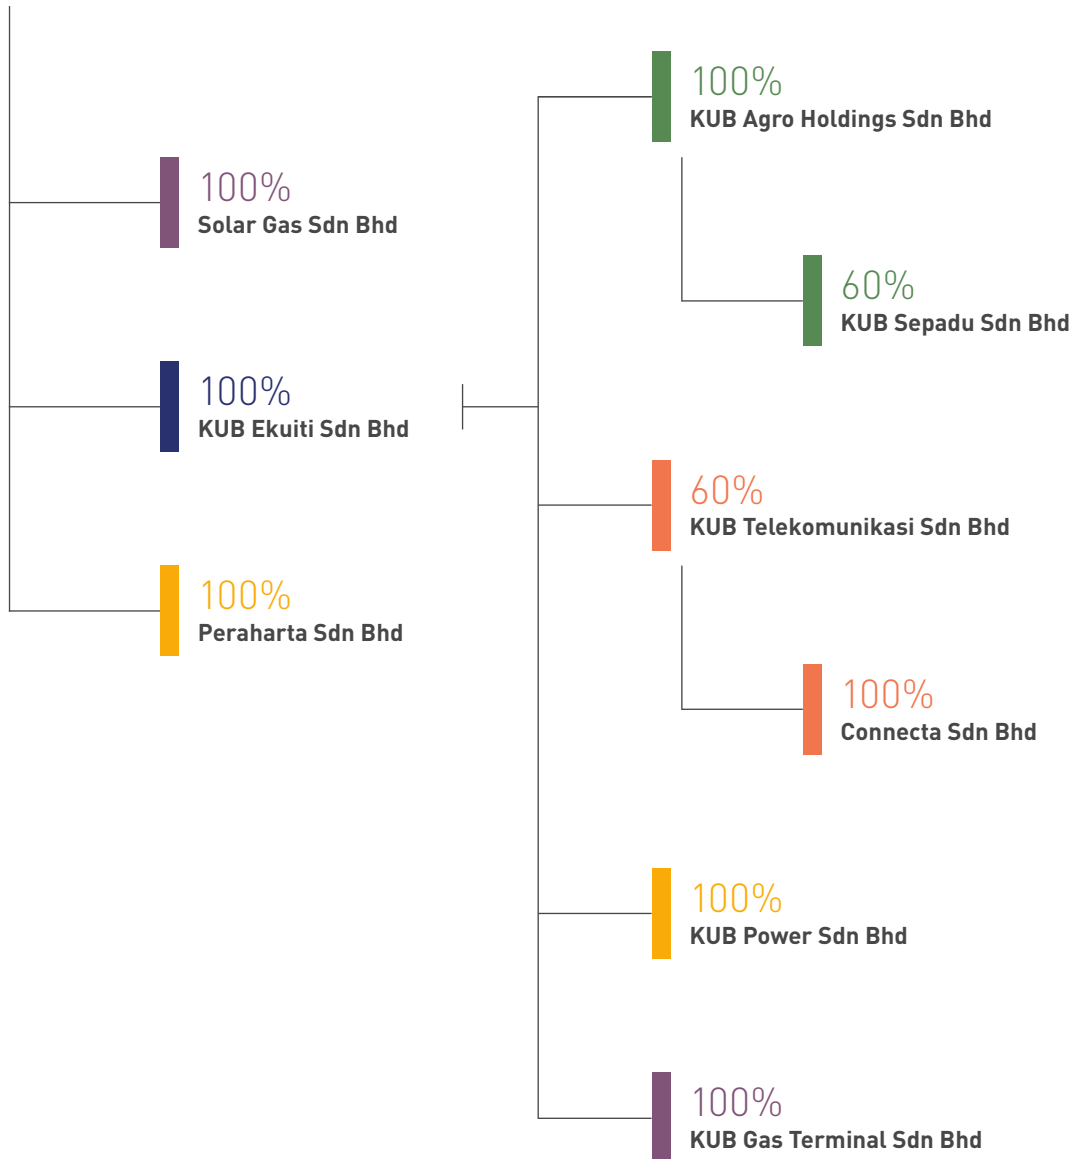 100%
Solar Gas Sdn Bhd
100%
KUB Ekuiti Sdn Bhd
100%
Peraharta Sdn Bhd
100%
KUB Agro Holdings Sdn Bhd
60%
KUB Sepadu Sdn Bhd
60%
KUB Telekomunikasi Sdn Bhd
100%
Connecta Sdn Bhd
100%
KUB Power Sdn Bhd
100%
KUB Gas Terminal Sdn Bhd